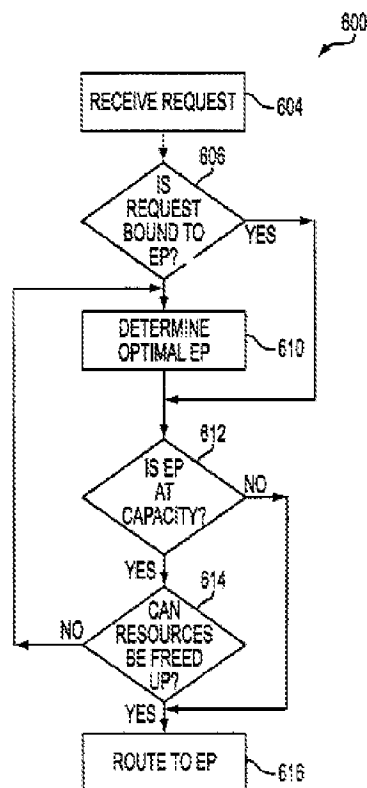 600
RECEIVE REQUEST
604
606
IS
REQUEST
BOUND TO
EP?
YES
DETERMINE
OPTIMAL EP
610
612
IS EP
AT
CAPACITY?
NO
YES
614
CAN
RESOURCES
BE FREED
UP?
NO
YES
ROUTE TO EP
616